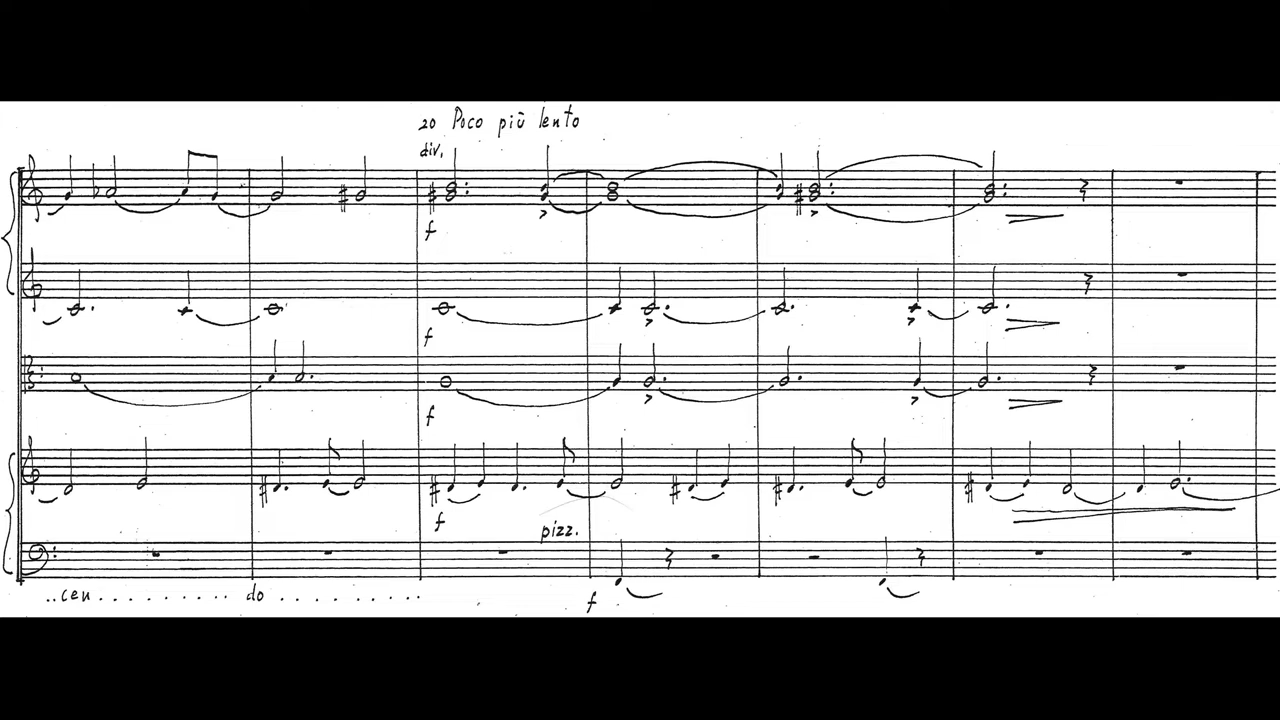 20 Poco più lento
div.
f
f
f
f
pizz.
..cen......... do.........
f